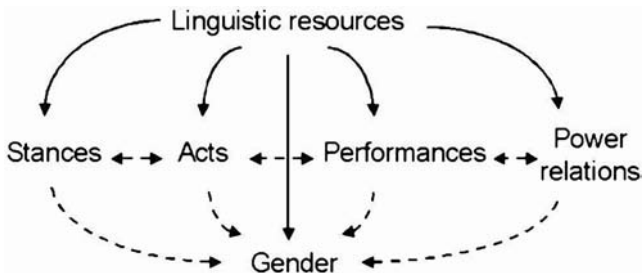 Linguistic resources
Stances
Acts
Performances
Power
relations
Gender